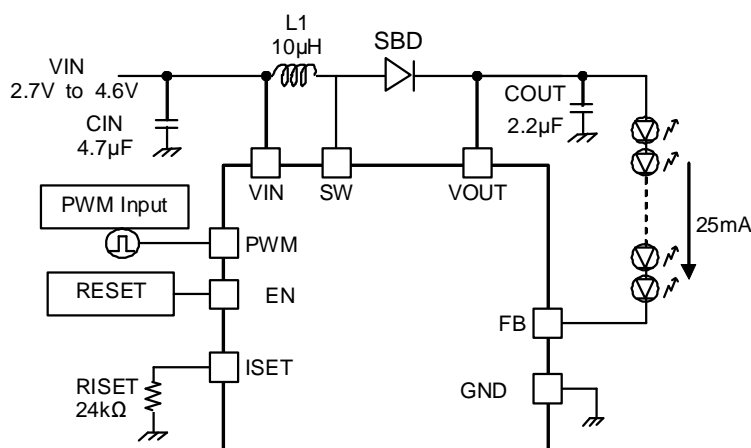 L1
10µH
SBD
VIN
2.7V to 4.6V
CIN
4.7µF
COUT
2.2µF
VIN
SW
VOUT
PWM Input
PWM
25mA
RESET
EN
FB
ISET
RISET
24kΩ
GND